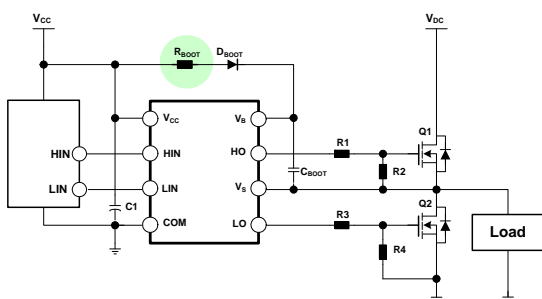 VCC
VDC
RBOOT
DBOOT
VCC
VB
Q1
HIN
HIN
HO
R1
R2
CBOOT
LIN
LIN
VS
C1
Q2
COM
LO
R3
R4
Load